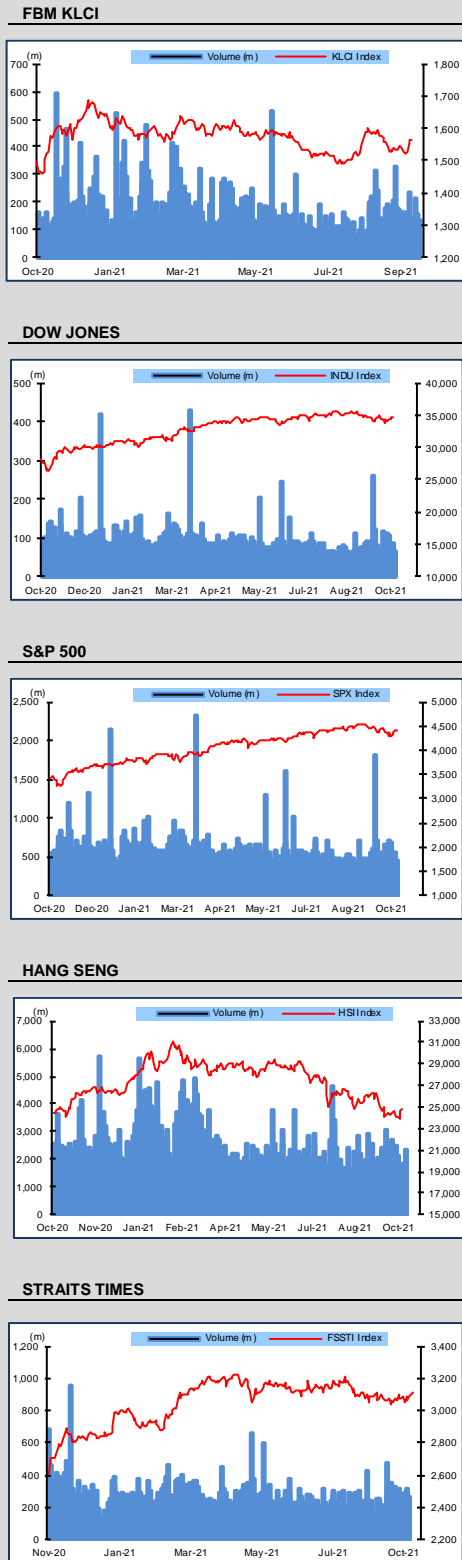 FBM KLCI
(m)
Volume (m) KLCI Index
700 1,800
600 1,700
500 1,600
400
300 1,500
200 1,400
100 1,300
0 1,200
Oct-20 Jan-21 Mar-21 May-21 Jul-21 Sep-21
DOW JONES
(m)
Volume (m) INDU Index
500 40,000
400 35,000
300 30,000
25,000
200 20,000
100 15,000
0 10,000
Oct-20 Dec-20 Jan-21 Mar-21 Apr-21 May-21 Jul-21 Aug-21 Oct-21
S&P 500
(m)
Volume (m) SPX Index
2,500 5,000
4,500
2,000 4,000
1,500 3,500
3,000
1,000 2,500
500 2,000
1,500
0 1,000
Oct-20 Dec-20 Jan-21 Mar-21 Apr-21 May-21 Jul-21 Aug-21 Oct-21
HANG SENG
(m)
Volume (m) HSI Index
7,000 33,000
6,000 31,000
29,000
5,000 27,000
4,000 25,000
3,000 23,000
2,000 21,000
19,000
1,000 17,000
0 15,000
Oct-20 Nov-20 Jan-21 Feb-21 Apr-21 May-21 Jul-21 Aug-21 Oct-21
STRAITS TIMES
(m)
Volume (m) FSSTI Index
1,200 3,400
1,000 3,200
800 3,000
600 2,800
400 2,600
200 2,400
0 2,200
Nov-20 Jan-21 Mar-21 May-21 Jul-21 Oct-21